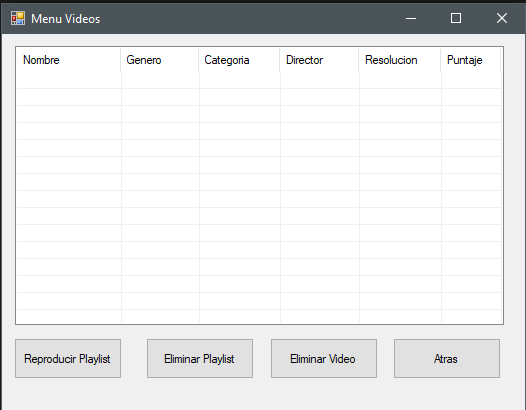 Menu Videos
Nombre Genero Categoria Director Resolucion Puntaje
Reproducir Playlist Eliminar Playlist Eliminar Video Atras